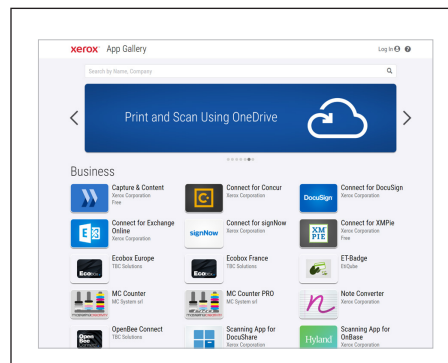 xerox™ App Gallery Log In
Search by Name, Company
Print and Scan Using OneDrive
Business
Capture & Content
Xerox Corporation
Free
Connect for Concur
Xerox Corporation
Connect for DocuSign
Xerox Corporation
DocuSign
Connect for Exchange
Online
Xerox Corporation
Connect for signNow
Xerox Corporation
signNow
Connect for XMPie
Xerox Corporation
Free
XM
PIE
Ecobox Europe
TBC Solutions
Ecobox France
TBC Solutions
ET-Badge
MC Counter
MC System srl
Counter PRO
MC System srl
Note Converter
Xerox Corporation
OpenBee Connect
TBC Solutions
Open
Bee
Scanning App for
DocuShare
Xerox Corporation
Scanning App for
OnBase
Xerox Corporation
Hyland